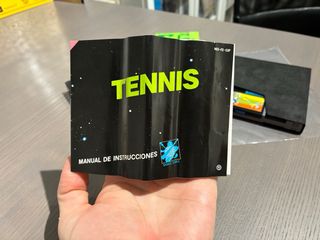 TENNIS
MANUAL DE INSTRUCCIONES